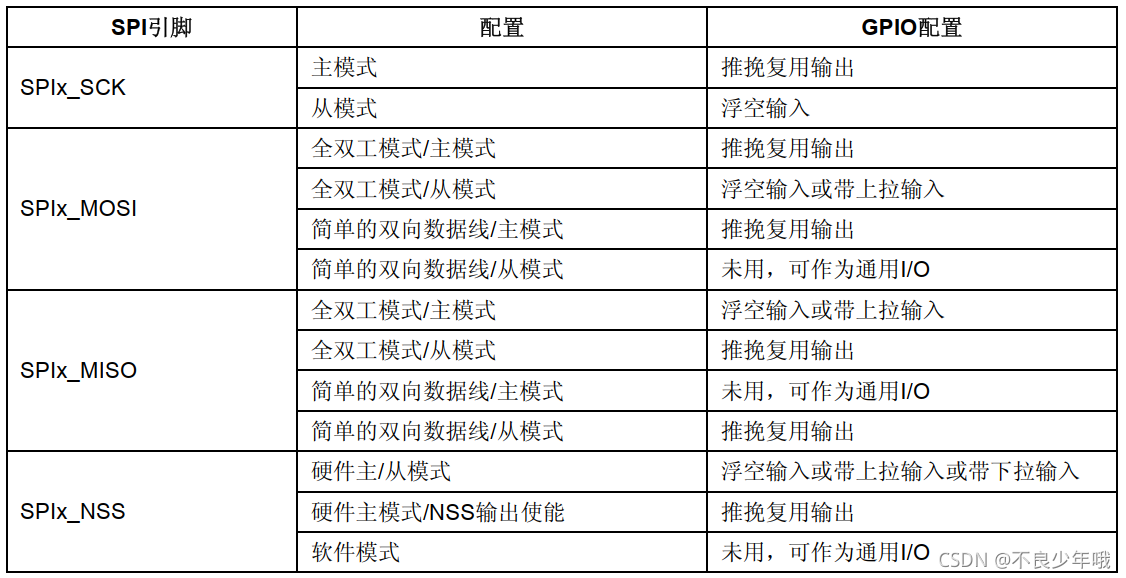 SPI引脚 配置 GPIO配置
SPIx_SCK 主模式 推挽复用输出
从模式 浮空输入
SPIx_MOSI 全双工模式/主模式 推挽复用输出
全双工模式/从模式 浮空输入或带上拉输入
简单的双向数据线/主模式 推挽复用输出
简单的双向数据线/从模式 未用，可作为通用I/O
SPIx_MISO 全双工模式/主模式 浮空输入或带上拉输入
全双工模式/从模式 推挽复用输出
简单的双向数据线/主模式 未用，可作为通用I/O
简单的双向数据线/从模式 推挽复用输出
SPIx_NSS 硬件主/从模式 浮空输入或带上拉输入或带下拉输入
硬件主模式/NSS输出使能 推挽复用输出
软件模式 未用，可作为通用I/O
CSDN @不良少年哦